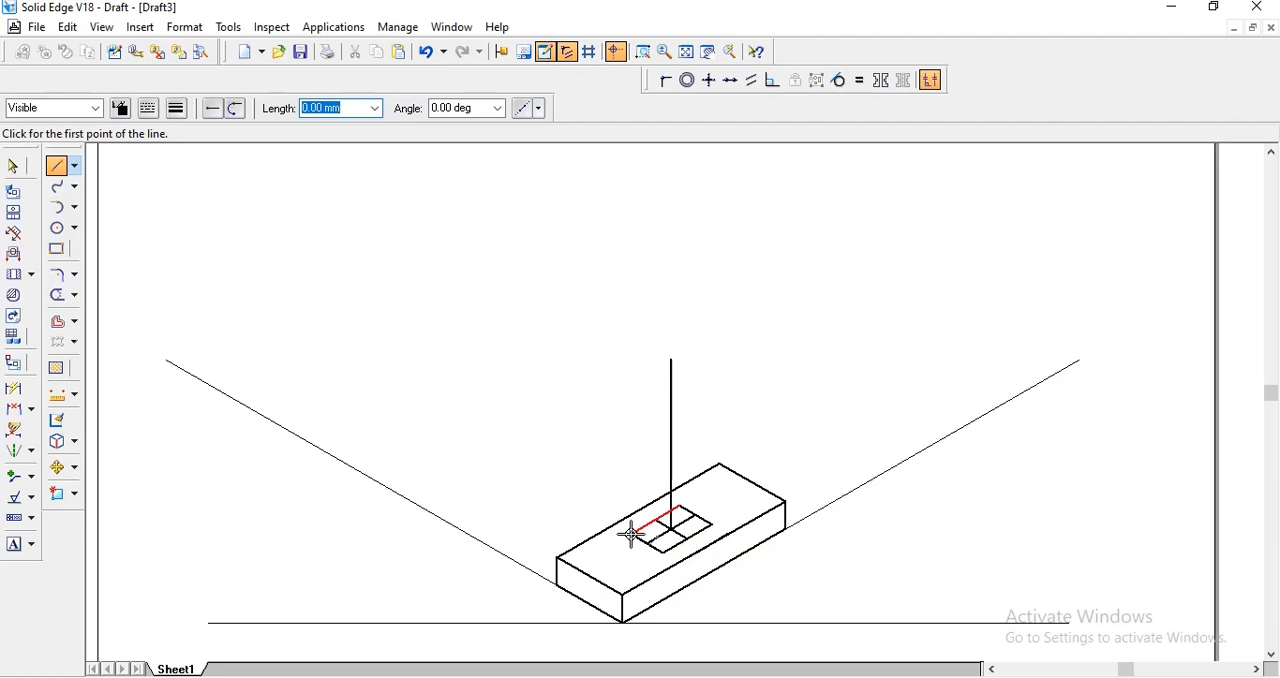 Solid Edge V18 - Draft - [Draft3]
File Edit View Insert Format Tools Inspect Applications Manage Window Help
Visible Length: 0.00 mm Angle: 0.00 deg
Click for the first point of the line.
A
Activate Windows
Go to Settings to activate Windows.
Sheet1